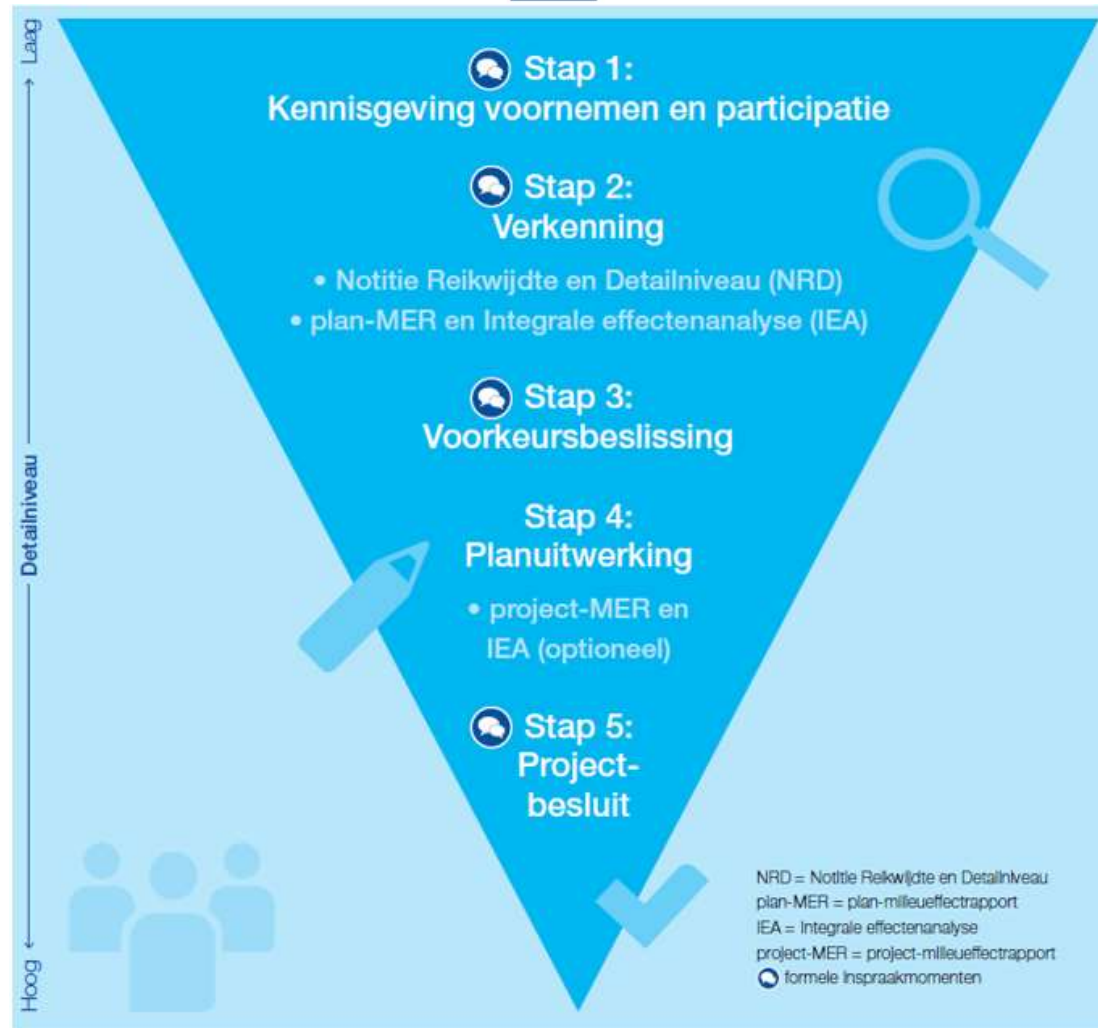 Stap 1:
Kennisgeving voornemen en participatie
Stap 2:
Verkenning
• Notitie Reikwijdte en Detailniveau (NRD)
• plan-MER en Integrale effectenanalyse (IEA)
Stap 3:
Voorkeursbeslissing
Stap 4:
Planuitwerking
• project-MER en
IEA (optioneel)
Stap 5:
Project-
besluit
Laag
Detailniveau
Hoog
NRD = Notitie Reikwijdte en Detailniveau
plan-MER = plan-milieueffectrapport
IEA = Integrale effectenanalyse
project-MER = project-milieueffectrapport
formele inspraakmomenten